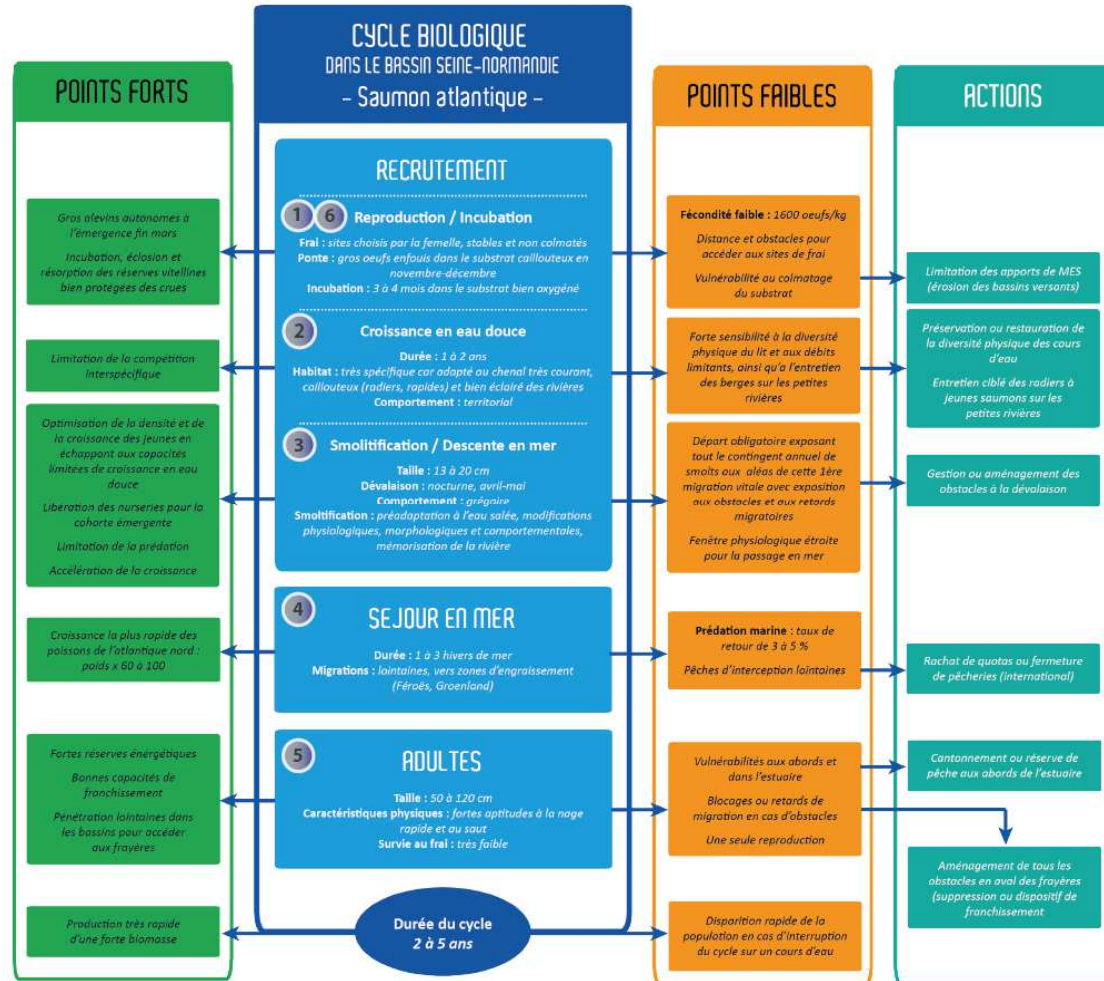 CYCLE BIOLOGIQUE
DANS LE BASSIN SEINE-NORMANDIE
– Saumon atlantique –
POINTS FORTS
POINTS FAIBLES
ACTIONS
RECRUTEMENT
1 6 Reproduction / Incubation
Frai : sites choisis par la femelle, stables et non colmatés
Ponte : gros oeufs enfouis dans le substrat caillouteux en
novembre-décembre
Incubation : 3 à 4 mois dans le substrat bien oxygéné
Gros alevins autonomes à
l'émergence fin mars
Incubation, éclosion et
résorption des réserves vitellines
bien protégées des crues
Fécondité faible : 1600 oeufs/kg
Distance et obstacles pour
accéder aux sites de frai
Vulnérabilité au colmatage
du substrat
Limitation des apports de MES
(érosion des bassins versants)
2 Croissance en eau douce
Durée : 1 à 2 ans
Habitat : très spécifique car adapté au chenal très courant,
caillouteux (radiers, rapides) et bien éclairé des rivières
Comportement : territorial
Limitation de la compétition
interspécifique
Forte sensibilité à la diversité
physique du lit et aux débits
limitants, ainsi qu'a l'entretien
des berges sur les petites
rivières
Préservation ou restauration de
la diversité physique des cours
d'eau
Entretien ciblé des radiers à
jeunes saumons sur les
petites rivières
3 Smolitification / Descente en mer
Taille : 13 à 20 cm
Dévalaison : nocturne, avril-mai
Comportement : grégaire
Smoltification : préadaptation à l'eau salée, modifications
physiologiques, morphologiques et comportementales,
mémorisation de la rivière
Optimisation de la densité et de
la croissance des jeunes en
échappant aux capacités
limitées de croissance en eau
douce
Libération des nurseries pour la
cohorte émergente
Limitation de la prédation
Accélération de la croissance
Départ obligatoire exposant
tout le contingent annuel de
smolts aux aléas de cette 1ère
migration vitale avec exposition
aux obstacles et aux retards
migratoires
Fenêtre physiologique étroite
pour la passage en mer
Gestion ou aménagement des
obstacles à la dévalaison
4 SEJOUR EN MER
Durée : 1 à 3 hivers de mer
Migrations : lointaines, vers zones d'engraissement
(Féroës, Groenland)
Croissance la plus rapide des
poissons de l'atlantique nord :
poids x 60 à 100
Prédation marine : taux de
retour de 3 à 5 %
Pêches d'interception lointaines
Rachat de quotas ou fermeture
de pêcheries (international)
5 ADULTES
Taille : 50 à 120 cm
Caractéristiques physiques : fortes aptitudes à la nage
rapide et au saut
Survie au frai : très faible
Fortes réserves énergétiques
Bonnes capacités de
franchissement
Penétration lointaines dans
les bassins pour accéder
aux frayères
Vulnérabilités aux abords et
dans l'estuaire
Blocages ou retards de
migration en cas d'obstacles
Une seule reproduction
Cantonnement ou réserve de
pêche aux abords de l'estuaire
Aménagement de tous les
obstacles en aval des frayères
(suppression ou dispositif de
franchissement
Durée du cycle
2 à 5 ans
Production très rapide
d'une forte biomasse
Disparition rapide de la
population en cas d'interruption
du cycle sur un cours d'eau